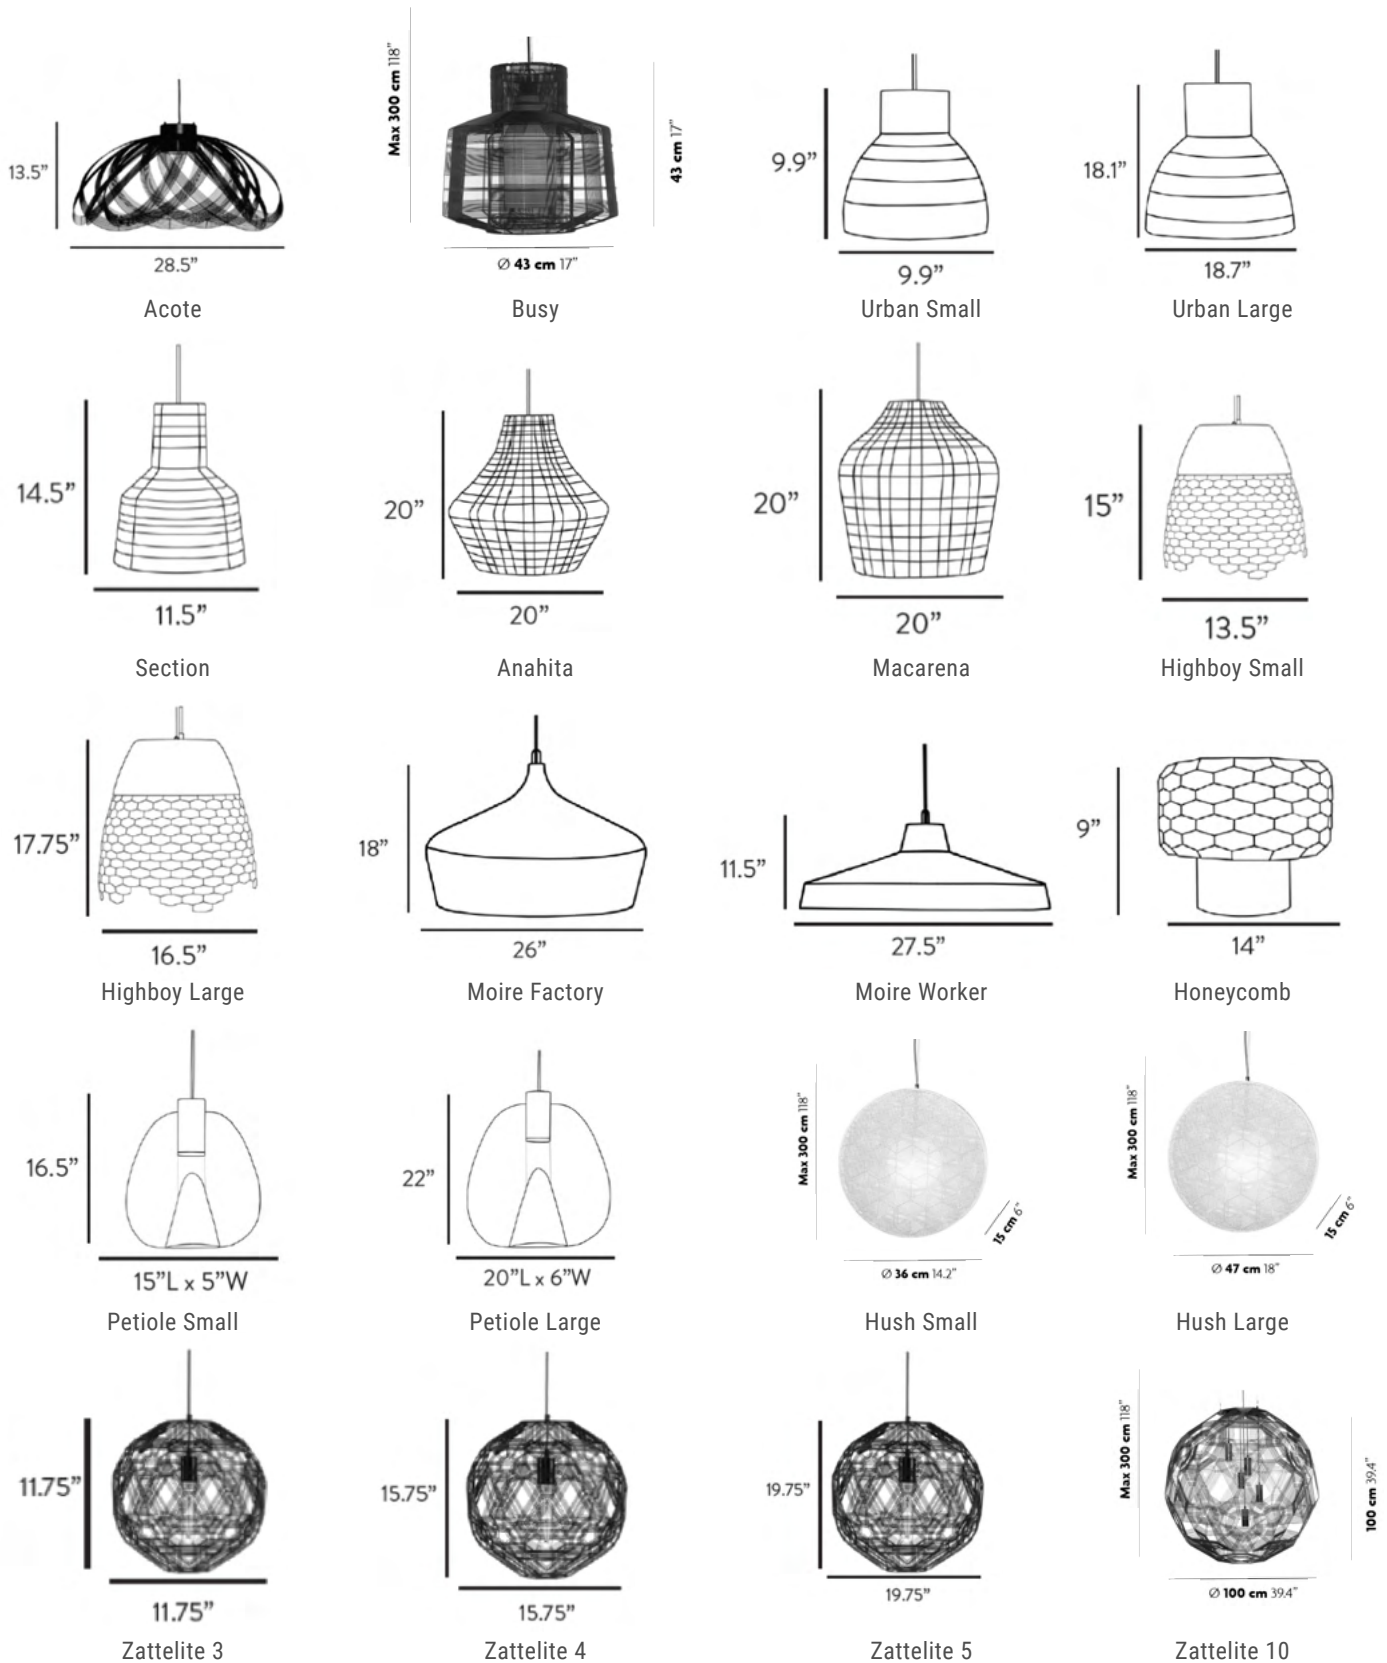 Max 300 cm 118”
43 cm 17”
13.5”
9.9”
18.1”
28.5”
Ø 43 cm 17”
9.9”
18.7”
Acote
Busy
Urban Small
Urban Large
14.5”
20”
20”
15”
11.5”
20”
20”
13.5”
Section
Anahita
Macarena
Highboy Small
17.75”
18”
11.5”
9”
16.5”
26”
27.5”
14”
Highboy Large
Moire Factory
Moire Worker
Honeycomb
16.5”
22”
Max 300 cm 118”
15 cm 6”
Max 300 cm 118”
15 cm 6”
15”L x 5”W
20”L x 6”W
Ø 36 cm 14.2”
Ø 47 cm 18”
Petiole Small
Petiole Large
Hush Small
Hush Large
11.75”
15.75”
19.75”
Max 300 cm 118”
100 cm 39.4”
11.75”
15.75”
19.75”
Ø 100 cm 39.4”
Zattelite 3
Zattelite 4
Zattelite 5
Zattelite 10